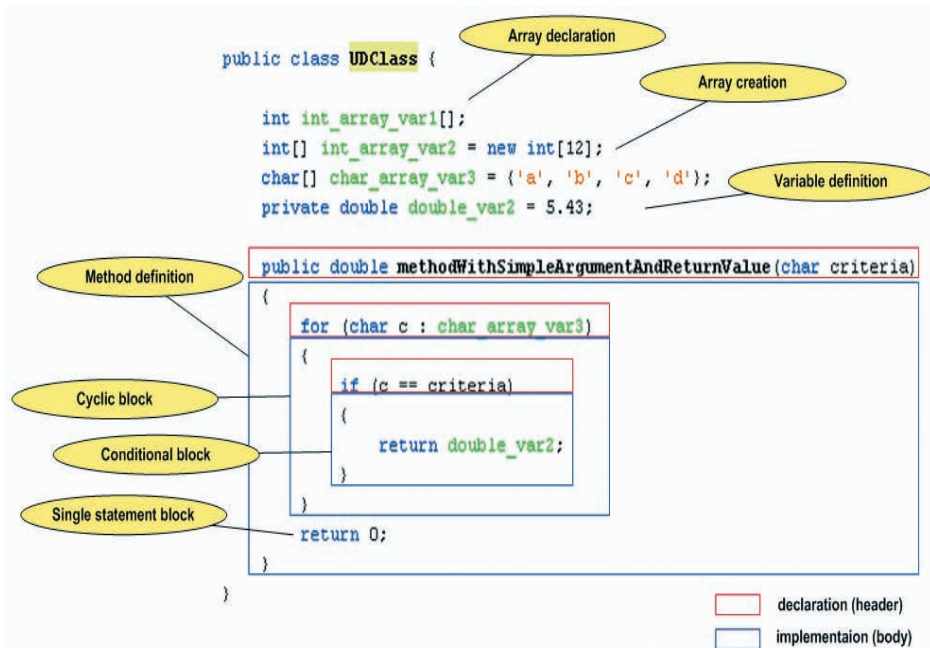 Array declaration
public class UDClass {
Array creation
int int_array_var1[];
int[] int_array_var2 = new int[12];
char[] char_array_var3 = {'a', 'b', 'c', 'd'};
Variable definition
private double double_var2 = 5.43;
Method definition
public double methodWithSimpleArgumentAndReturnValue(char criteria)
{
for (char c : char_array_var3)
{
if (c == criteria)
Cyclic block
{
return double_var2;
Conditional block
}
}
Single statement block
return 0;
}
}
declaration (header)
implementaion (body)